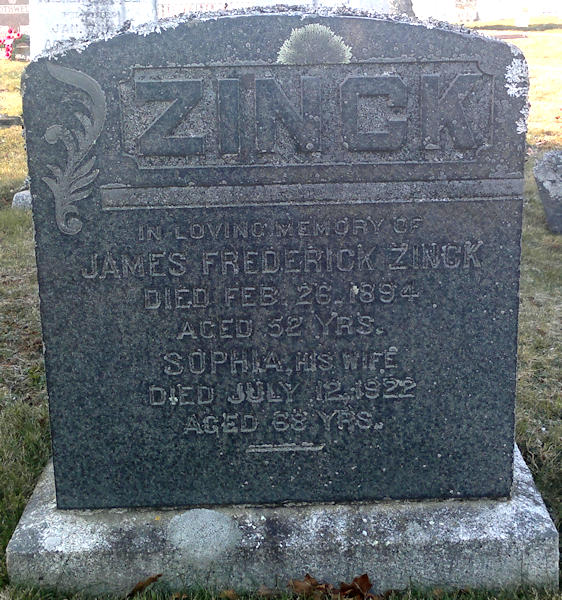 ZINCK
IN LOVING MEMORY OF
JAMES FREDERICK ZINCK
DIED FEB. 26, 1894
AGED 52 YRS.
SOPHIA, HIS WIFE
DIED JULY 12, 1922
AGED 68 YRS.